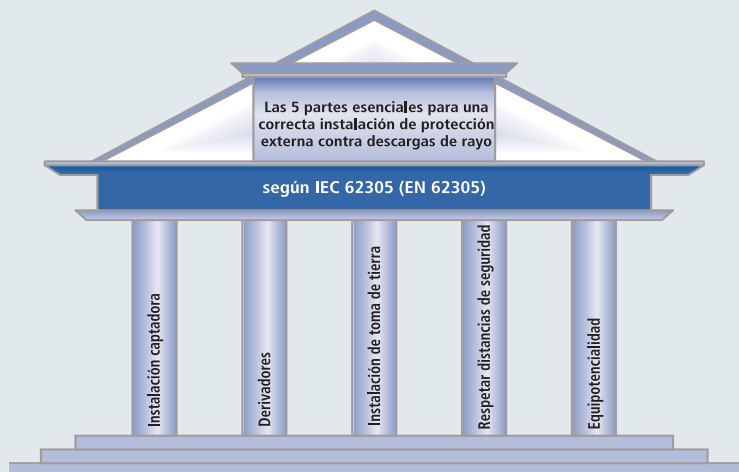 Las 5 partes esenciales para una
correcta instalación de protección
externa contra descargas de rayo
según IEC 62305 (EN 62305)
Instalación captadora
Derivadores
Instalación de toma de tierra
Respetar distancias de seguridad
Equipotencialidad